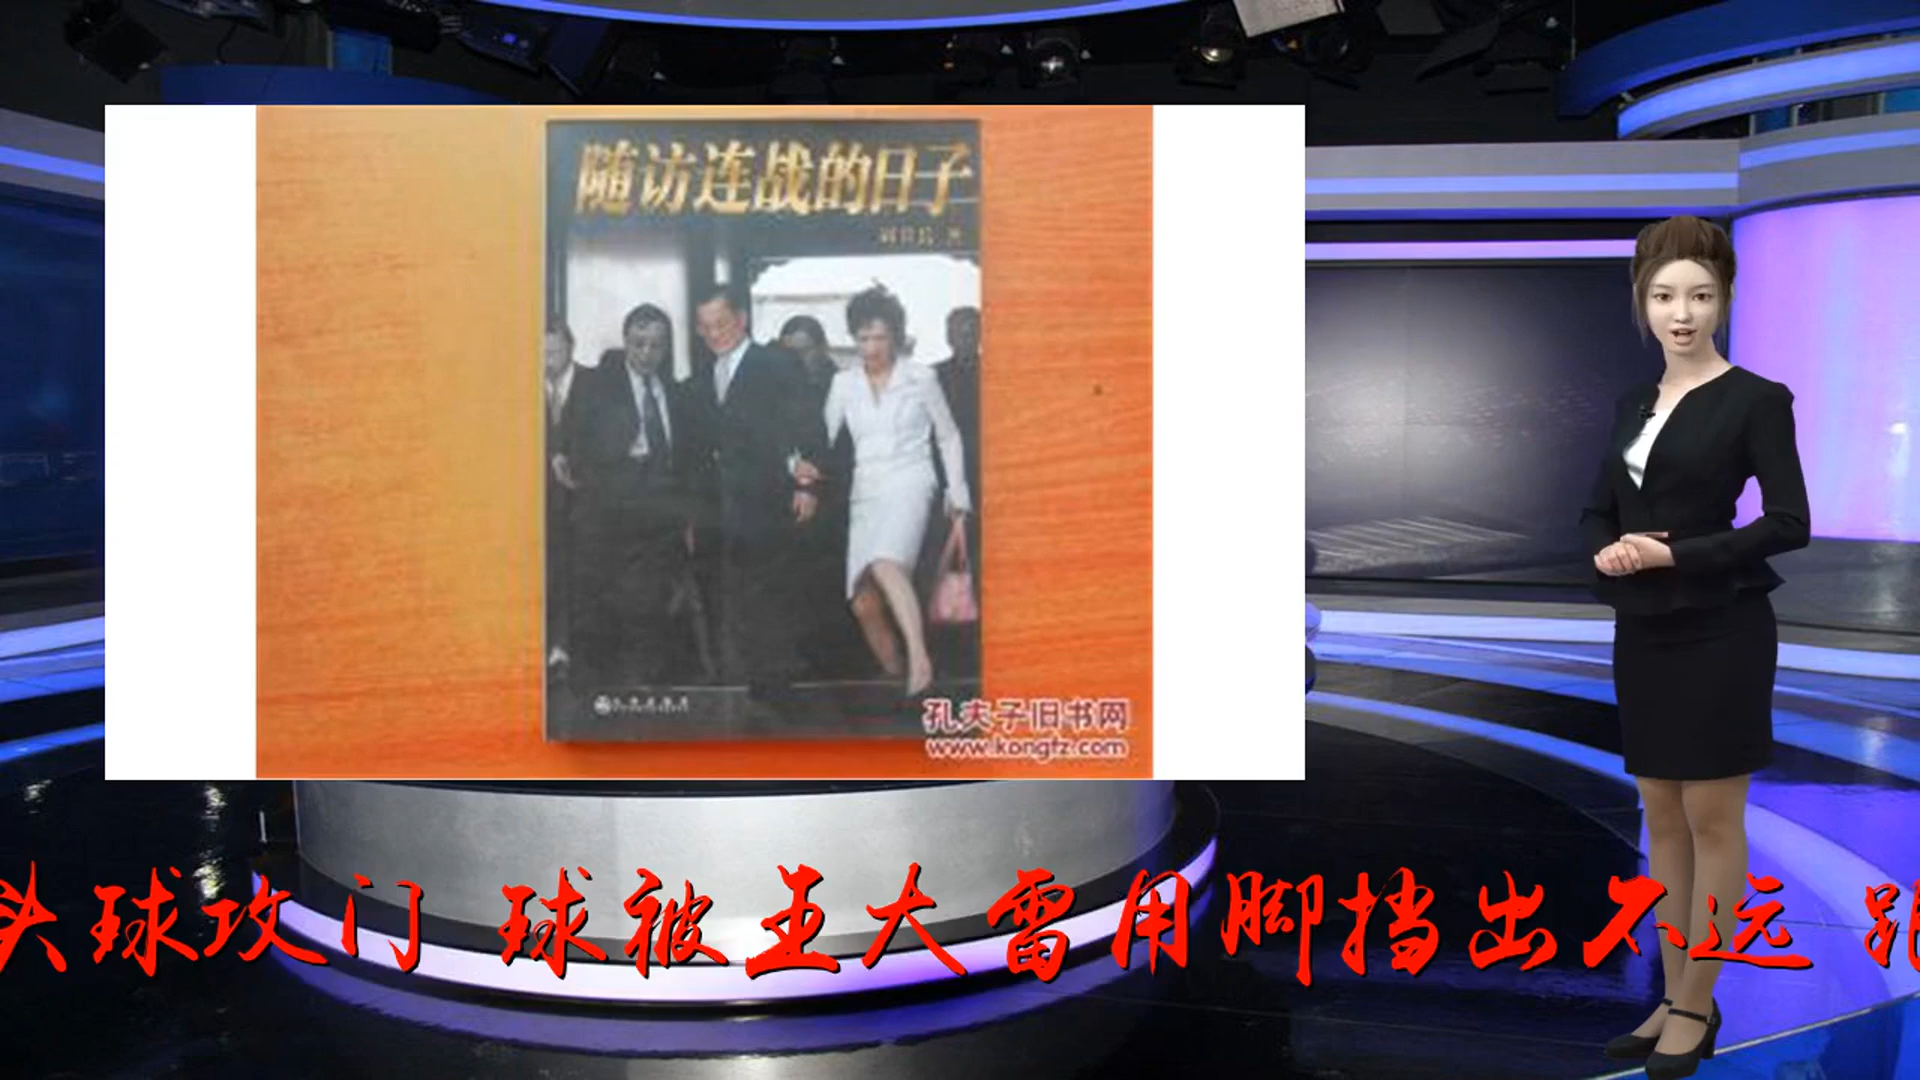 随访连战的日子
孔夫子旧书网
www.kongfz.com
头球攻门 球被王大雷用脚挡出不远 跟